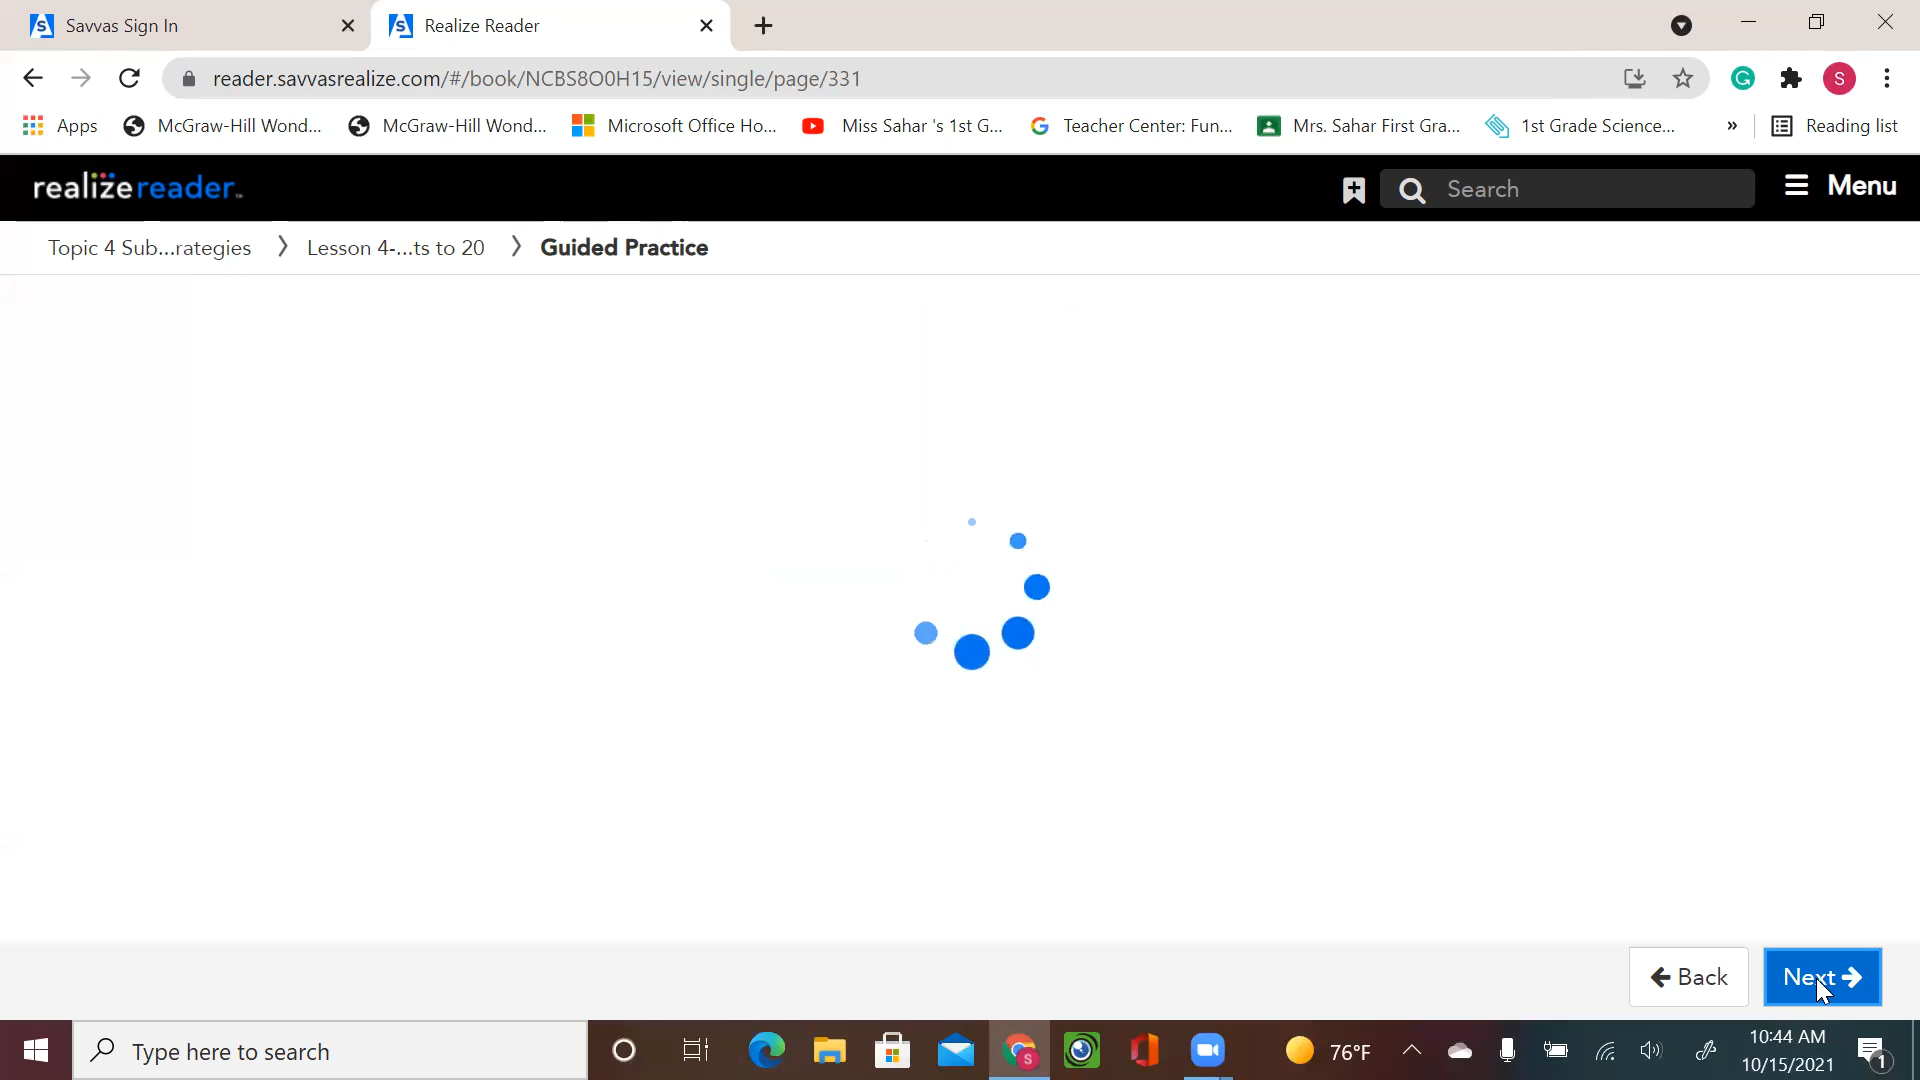 Savvas Sign In
Realize Reader
reader.savvasrealize.com/#/book/NCBS8O0H15/view/single/page/331
S
Apps
McGraw-Hill Wond...
McGraw-Hill Wond...
Microsoft Office Ho...
Miss Sahar 's 1st G...
Teacher Center: Fun...
Mrs. Sahar First Gra...
1st Grade Science...
»
Reading list
realizereader™
Search
Menu
Topic 4 Sub...rategies
Lesson 4-...ts to 20
Guided Practice
Back
Next
Type here to search
S
76°F
10:44 AM
10/15/2021
1